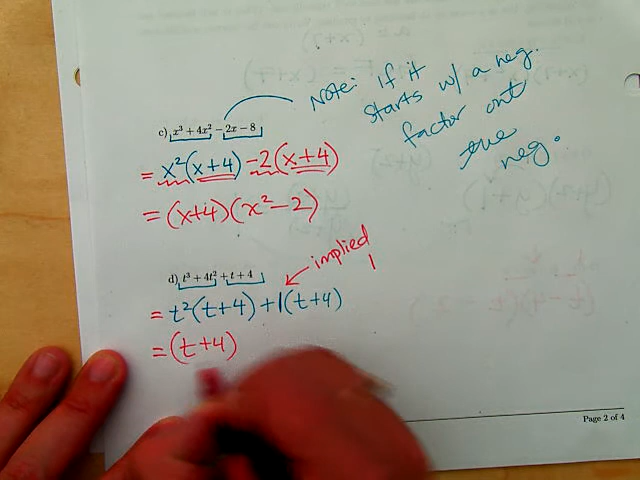 Note: If it
starts w/ a neg.
factor out
the
neg.
c) x³ + 4x² − 2x − 8
= x²(x+4) −2(x+4)
= (x+4)(x²−2)
implied
1
d) t³ + 4t² + t + 4
= t²(t+4) +1(t+4)
= (t+4)
Page 2 of 4